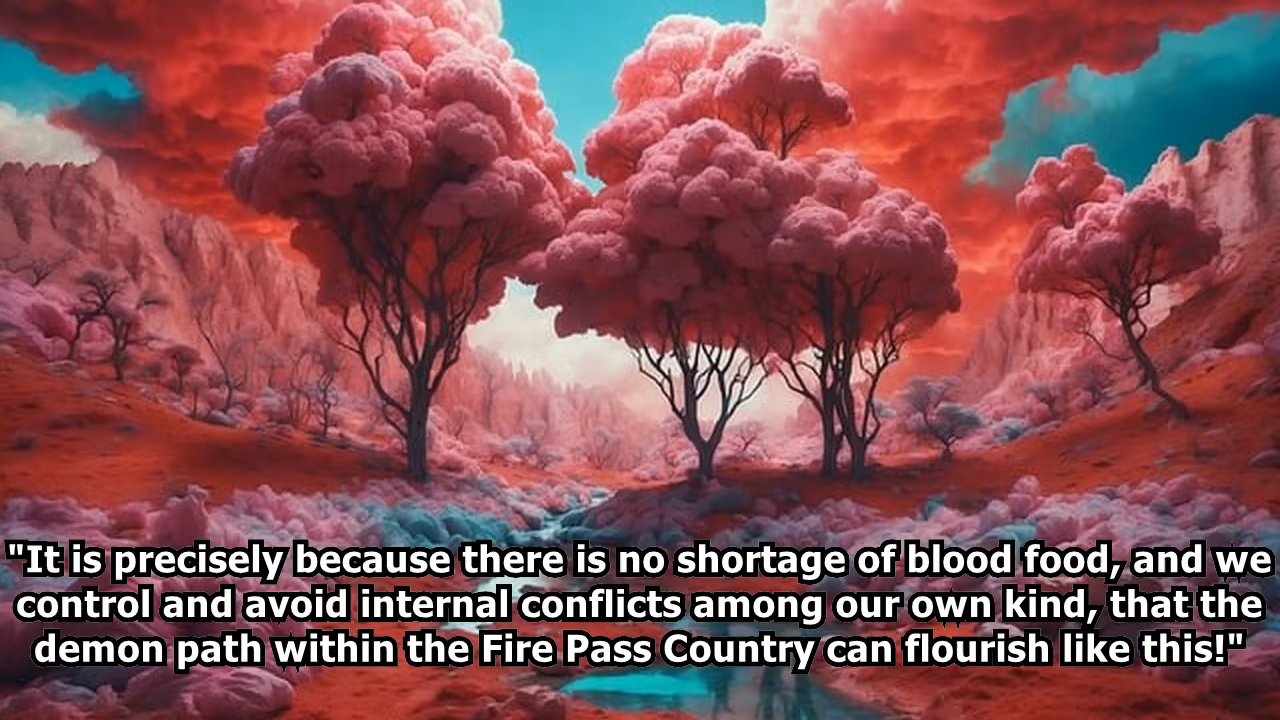 "It is precisely because there is no shortage of blood food, and we
control and avoid internal conflicts among our own kind, that the
demon path within the Fire Pass Country can flourish like this!"